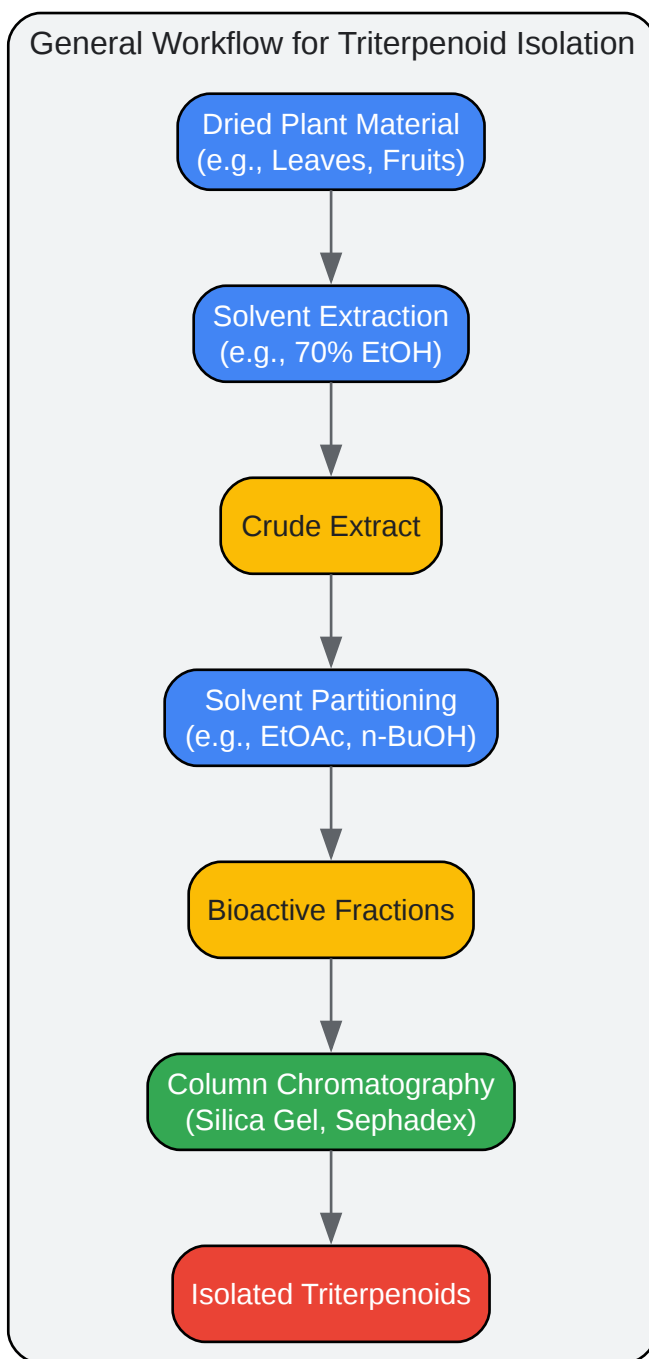 General Workflow for Triterpenoid Isolation
Dried Plant Material
(e.g., Leaves, Fruits)
Solvent Extraction
(e.g., 70% EtOH)
Crude Extract
Solvent Partitioning
(e.g., EtOAc, n-BuOH)
Bioactive Fractions
Column Chromatography
(Silica Gel, Sephadex)
Isolated Triterpenoids